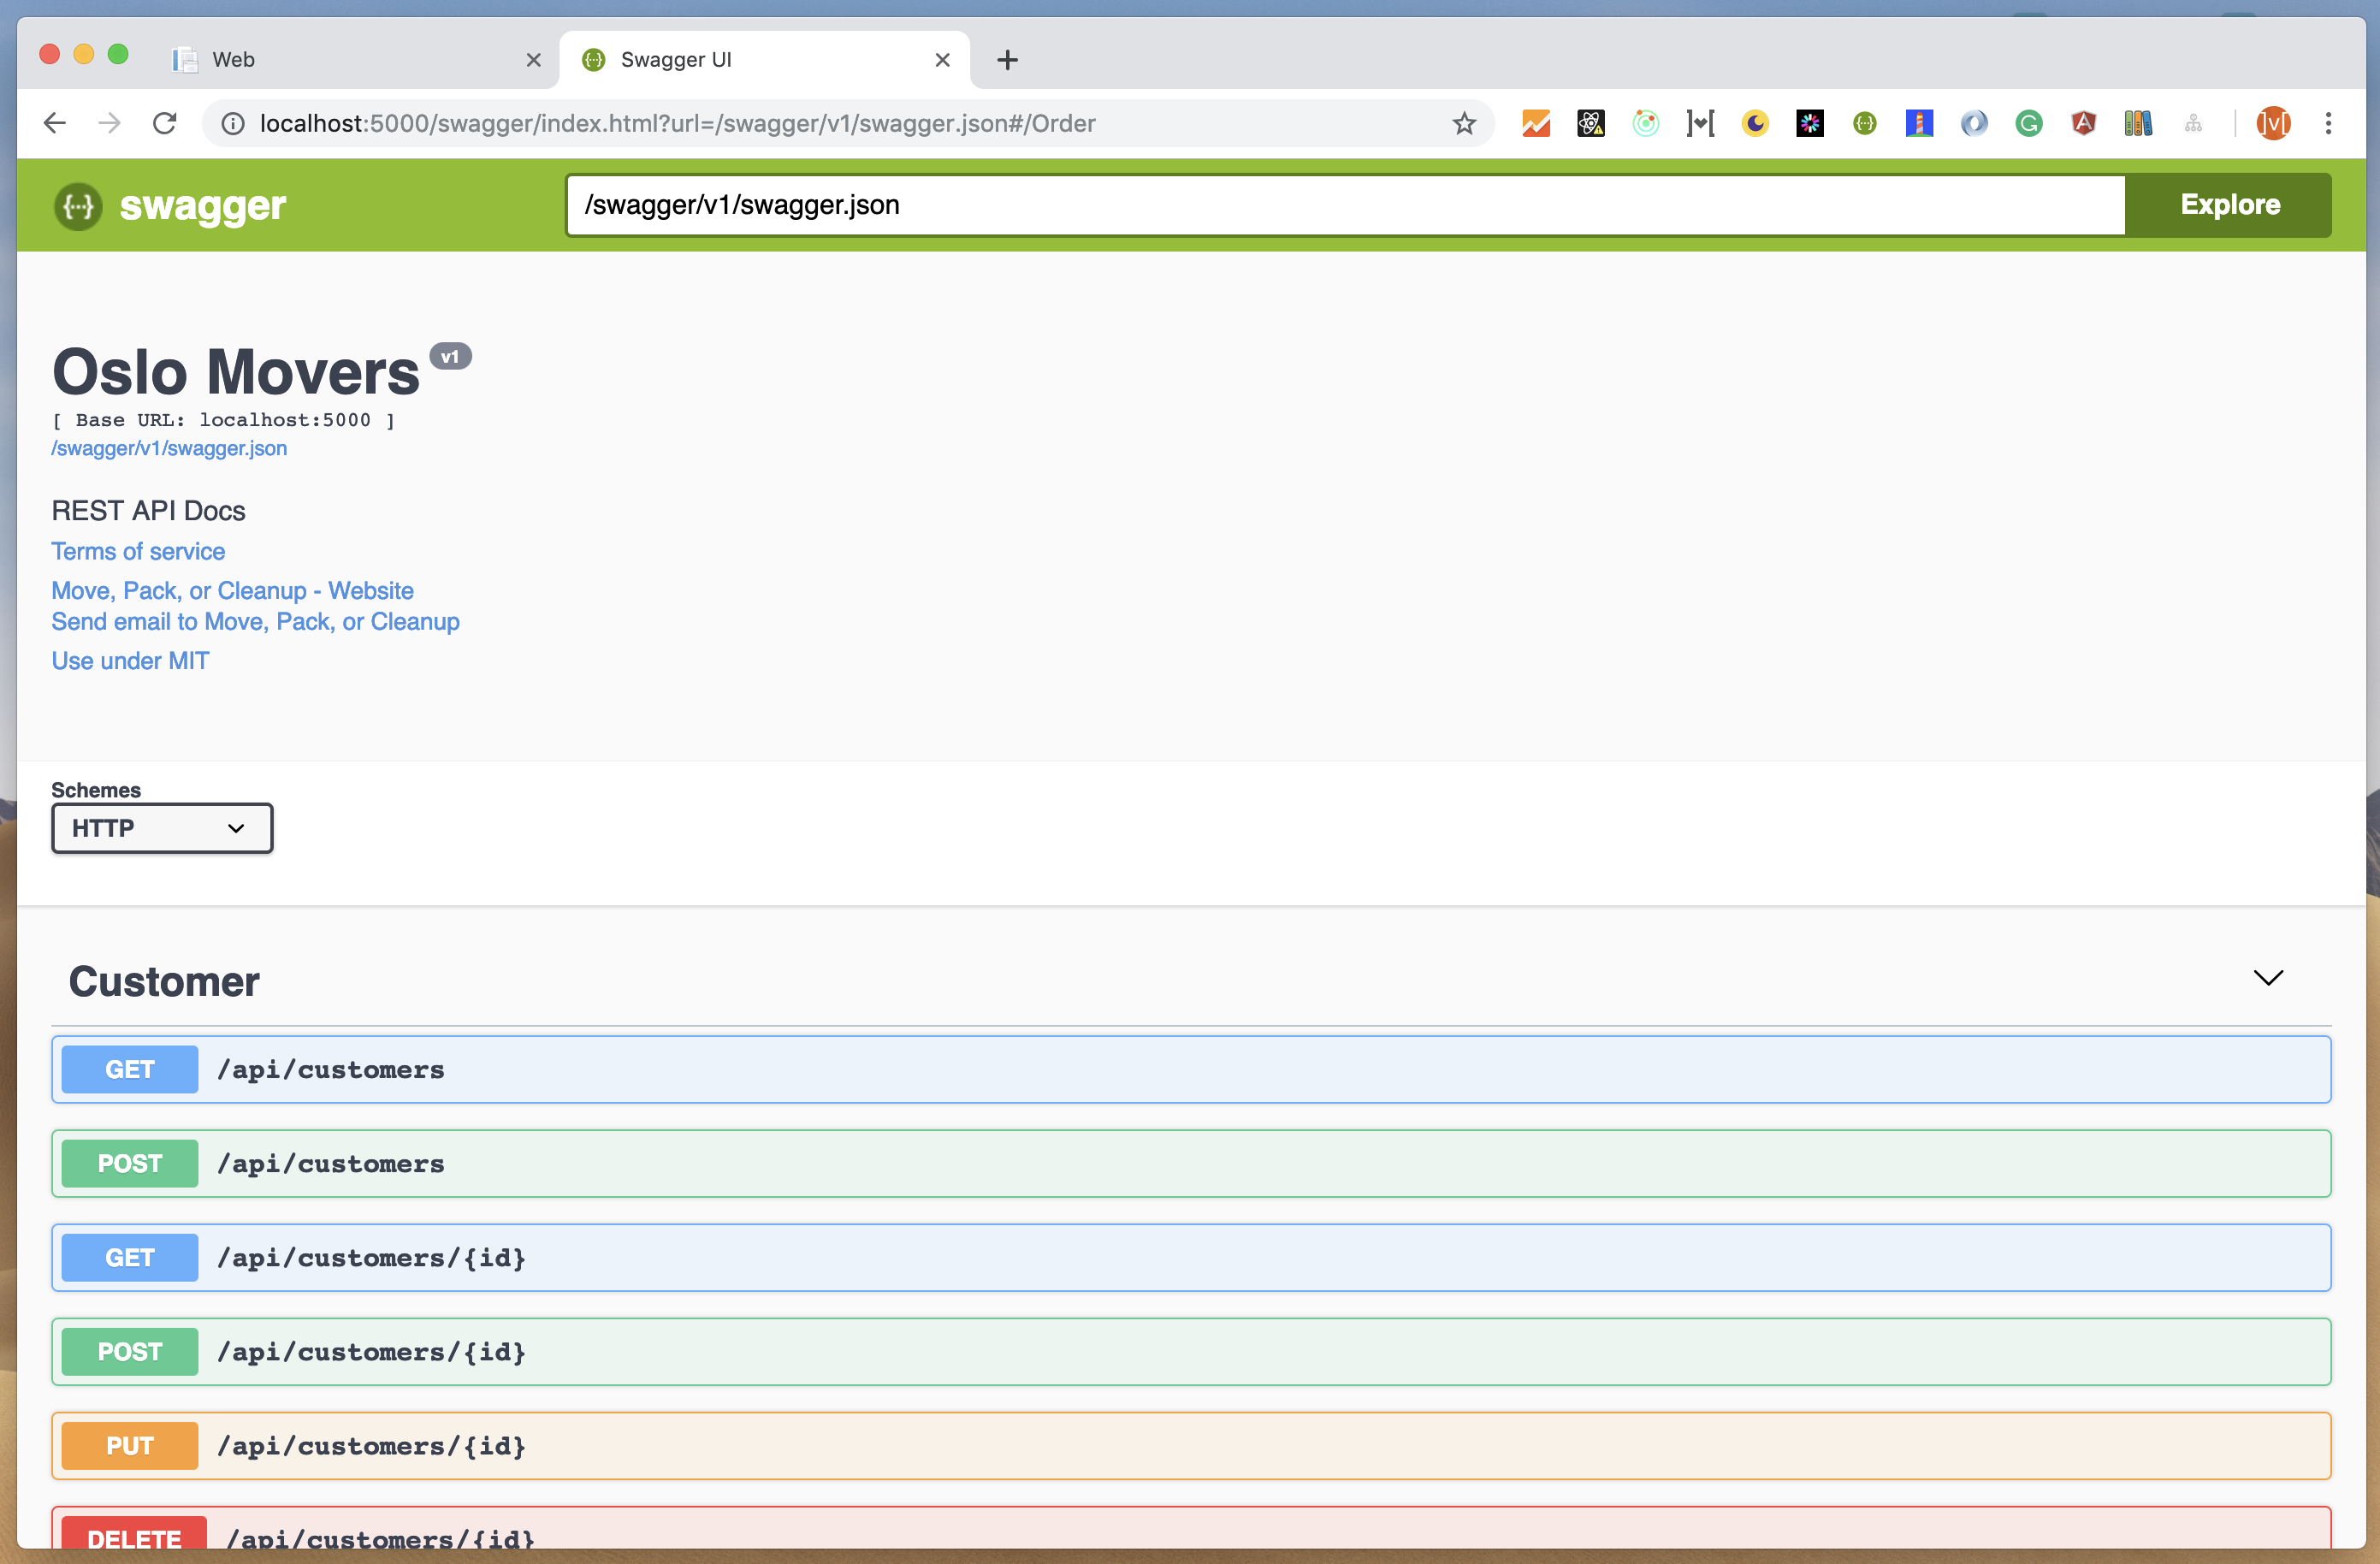 Web
Swagger UI
localhost:5000/swagger/index.html?url=/swagger/v1/swagger.json#/Order
]v[
{···} swagger
/swagger/v1/swagger.json
Explore
Oslo Movers v1
[ Base URL: localhost:5000 ]
/swagger/v1/swagger.json
REST API Docs
Terms of service
Move, Pack, or Cleanup - Website
Send email to Move, Pack, or Cleanup
Use under MIT
Schemes
HTTP
Customer
GET /api/customers
POST /api/customers
GET /api/customers/{id}
POST /api/customers/{id}
PUT /api/customers/{id}
DELETE /api/customers/{id}